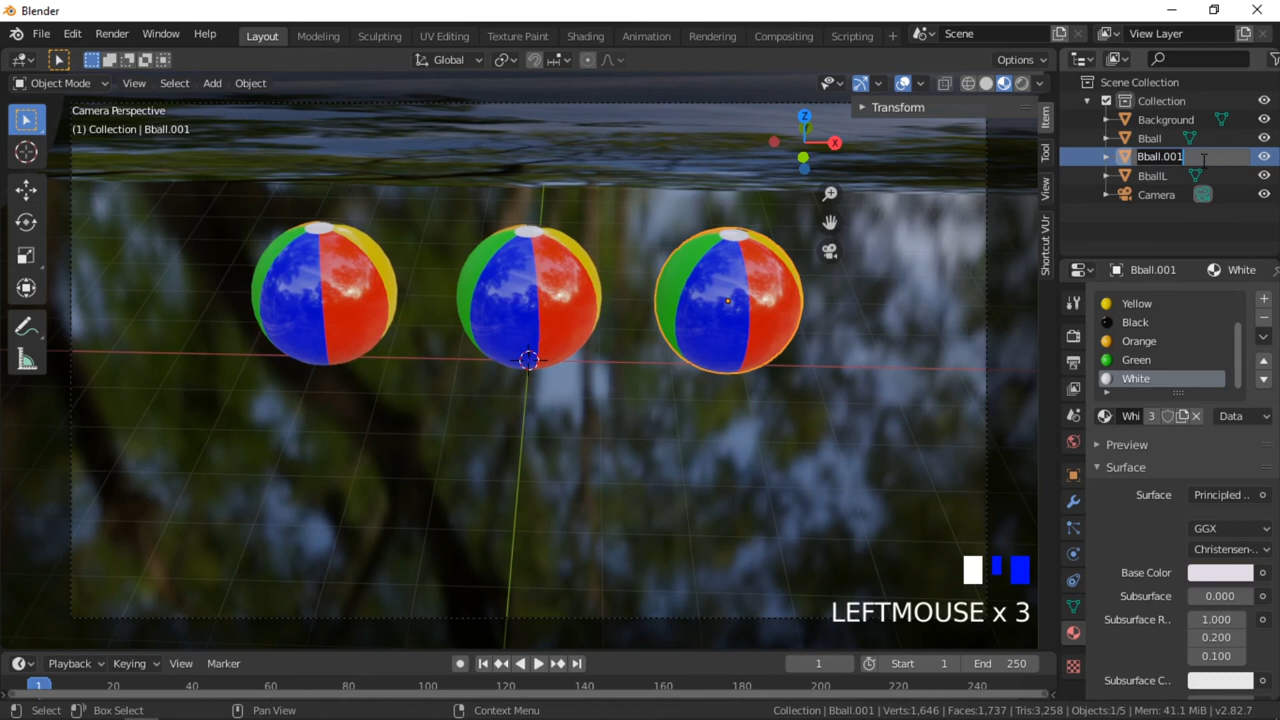 Blender
File Edit Render Window Help Layout Modeling Sculpting UV Editing Texture Paint Shading Animation Rendering Compositing Scripting + Scene View Layer
Global Options
Object Mode View Select Add Object
Camera Perspective
(1) Collection | Bball.001
Transform
Z
X
Item
Tool
View
Shortcut VUr
Scene Collection
Collection
Background
Bball
Bball.001
BballL
Camera
Bball.001 White
Yellow
Black
Orange
Green
White
Whi 3 Data
Preview
Surface
Surface Principled ..
GGX
Christensen-..
Base Color
Subsurface 0.000
Subsurface R.. 1.000
0.200
0.100
Subsurface C..
LEFTMOUSE x 3
Playback Keying View Marker 1 Start 1 End 250
1 20 40 60 80 100 120 140 160 180 200 220 240
Select Box Select Pan View Context Menu Collection | Bball.001 | Verts:1,646 | Faces:1,737 | Tris:3,258 | Objects:1/5 | Mem: 41.1 MiB | v2.82.7